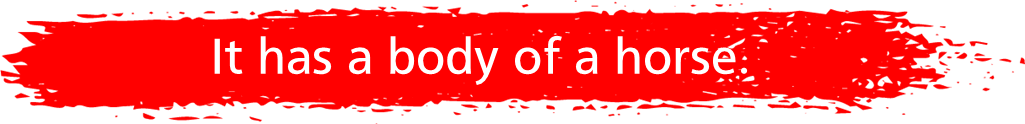 It has a body of a horse.